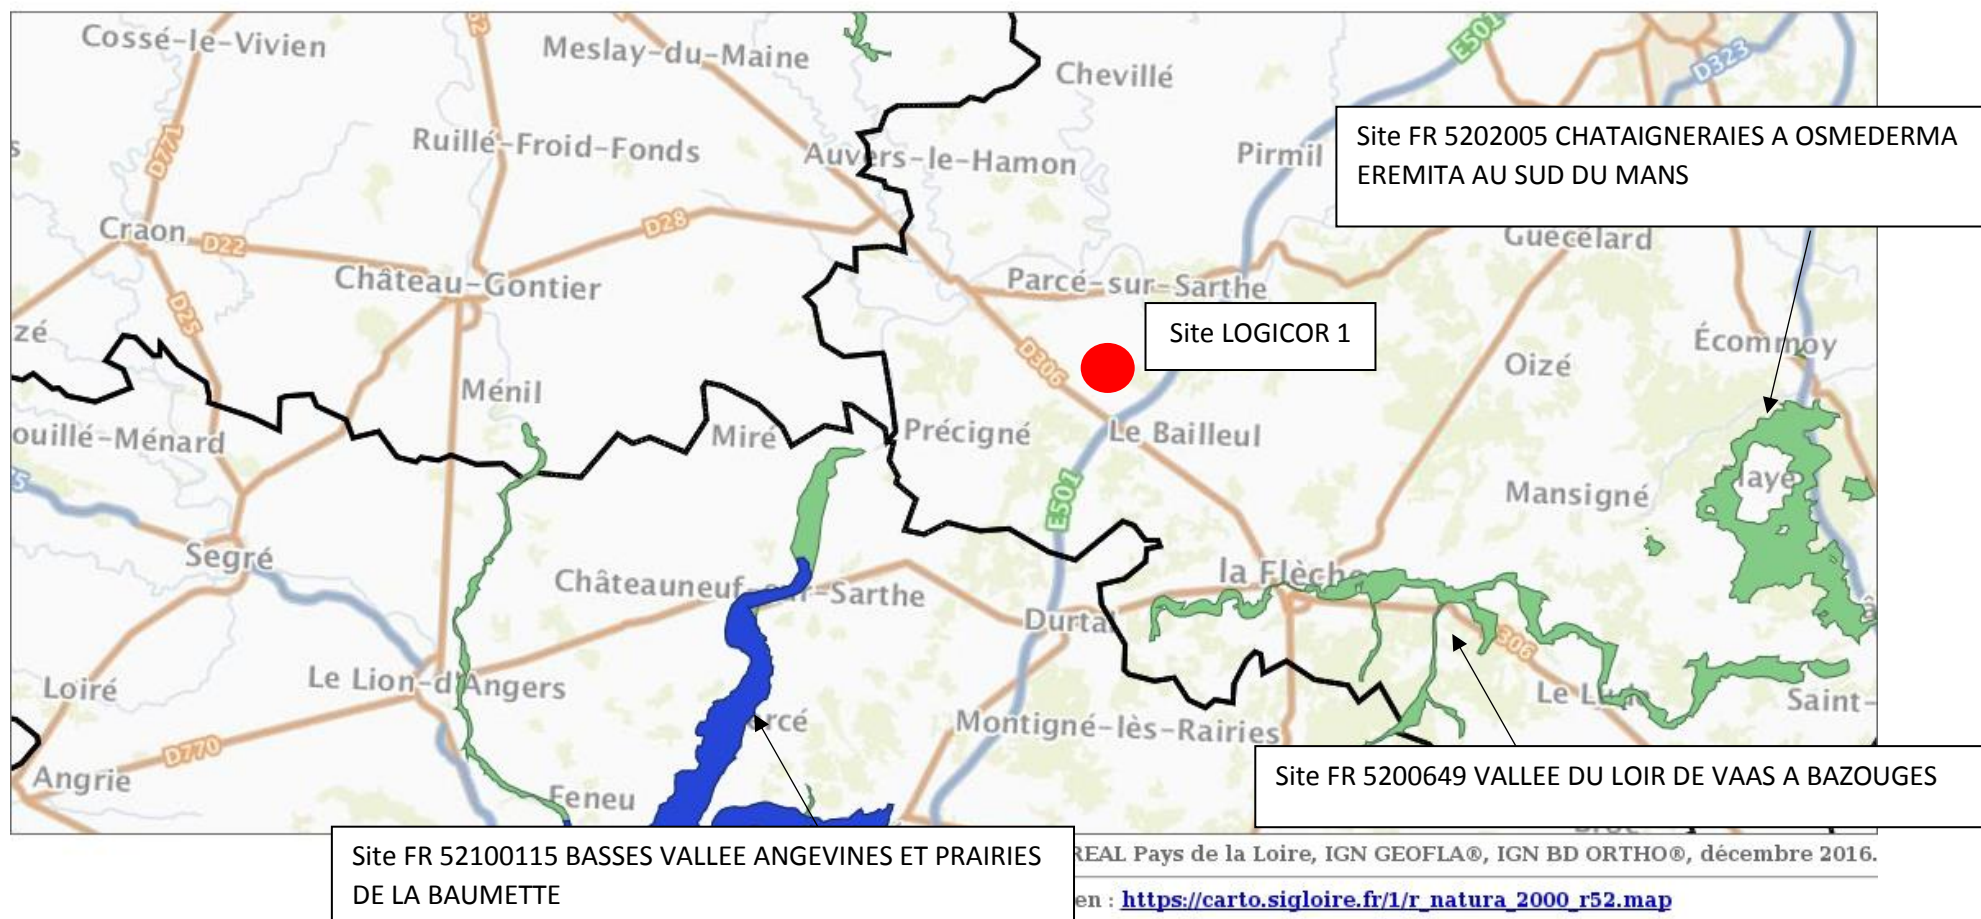 Cossé-le-Vivien
Meslay-du-Maine
Chevillé
E501
D323
D771
Ruillé-Froid-Fonds
Auvers-le-Hamon
Pirmil
Site FR 5202005 CHATAIGNERAIES A OSMEDERMA
EREMITA AU SUD DU MANS
Craon
D22
D28
Guécélard
Château-Gontier
Parcé-sur-Sarthe
D25
zé
Site LOGICOR 1
D306
Oizé
Écommoy
Ménil
ouillé-Ménard
Miré
Précigné
Le Bailleul
E501
Mansigné
Segré
Châteauneuf-sur-Sarthe
la Flèche
Durtal
306
Loiré
Le Lion-d'Angers
orcé
Montigné-lès-Rairies
Le Lude
Saint-
D770
Angrie
Feneu
Site FR 5200649 VALLEE DU LOIR DE VAAS A BAZOUGES
Site FR 52100115 BASSES VALLEE ANGEVINES ET PRAIRIES
DE LA BAUMETTE
REAL Pays de la Loire, IGN GEOFLA®, IGN BD ORTHO®, décembre 2016.
en : https://carto.sigloire.fr/1/r_natura_2000_r52.map